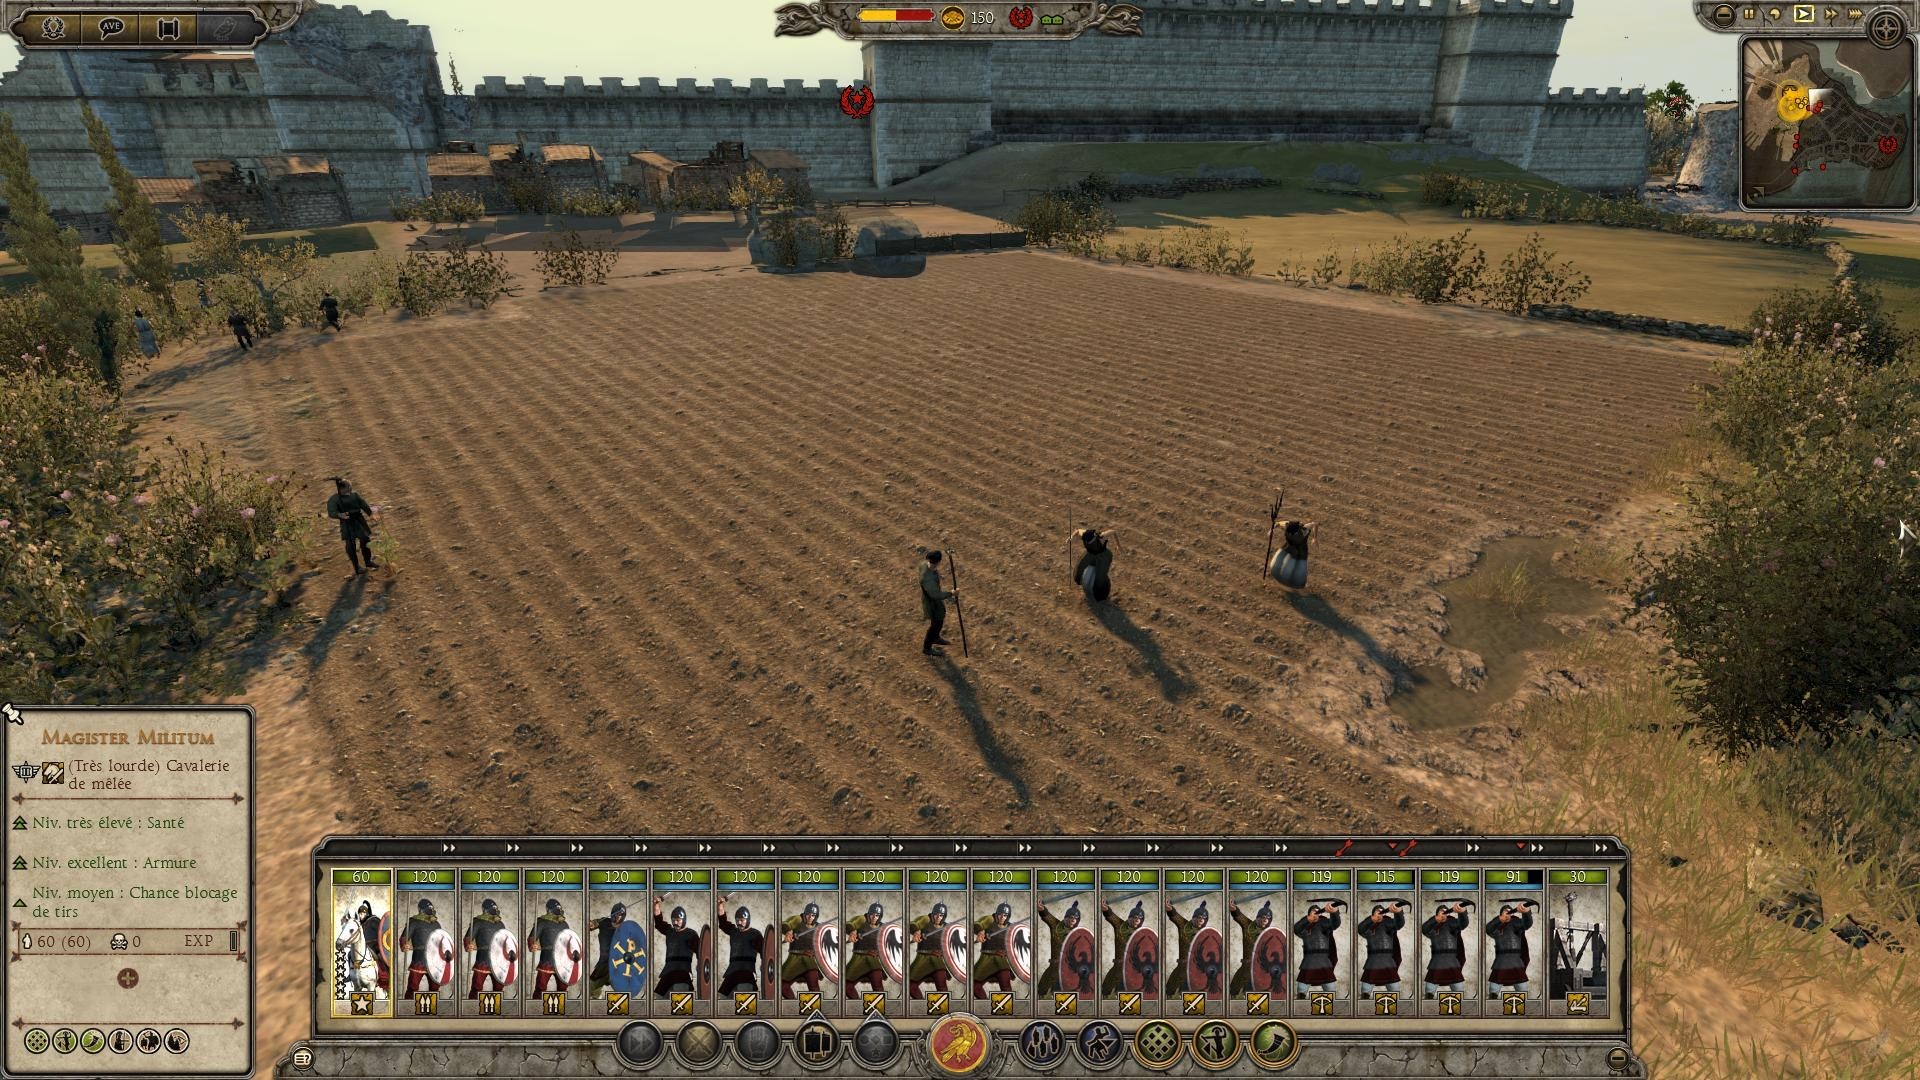 AVE
150
MAGISTER MILITUM
(Très lourde) Cavalerie
de mêlée
Niv. très élevé : Santé
Niv. excellent : Armure
Niv. moyen : Chance blocage
de tirs
60 (60) 0 EXP
60 120 120 120 120 120 120 120 120 120 120 120 120 120 120 119 115 119 91 30